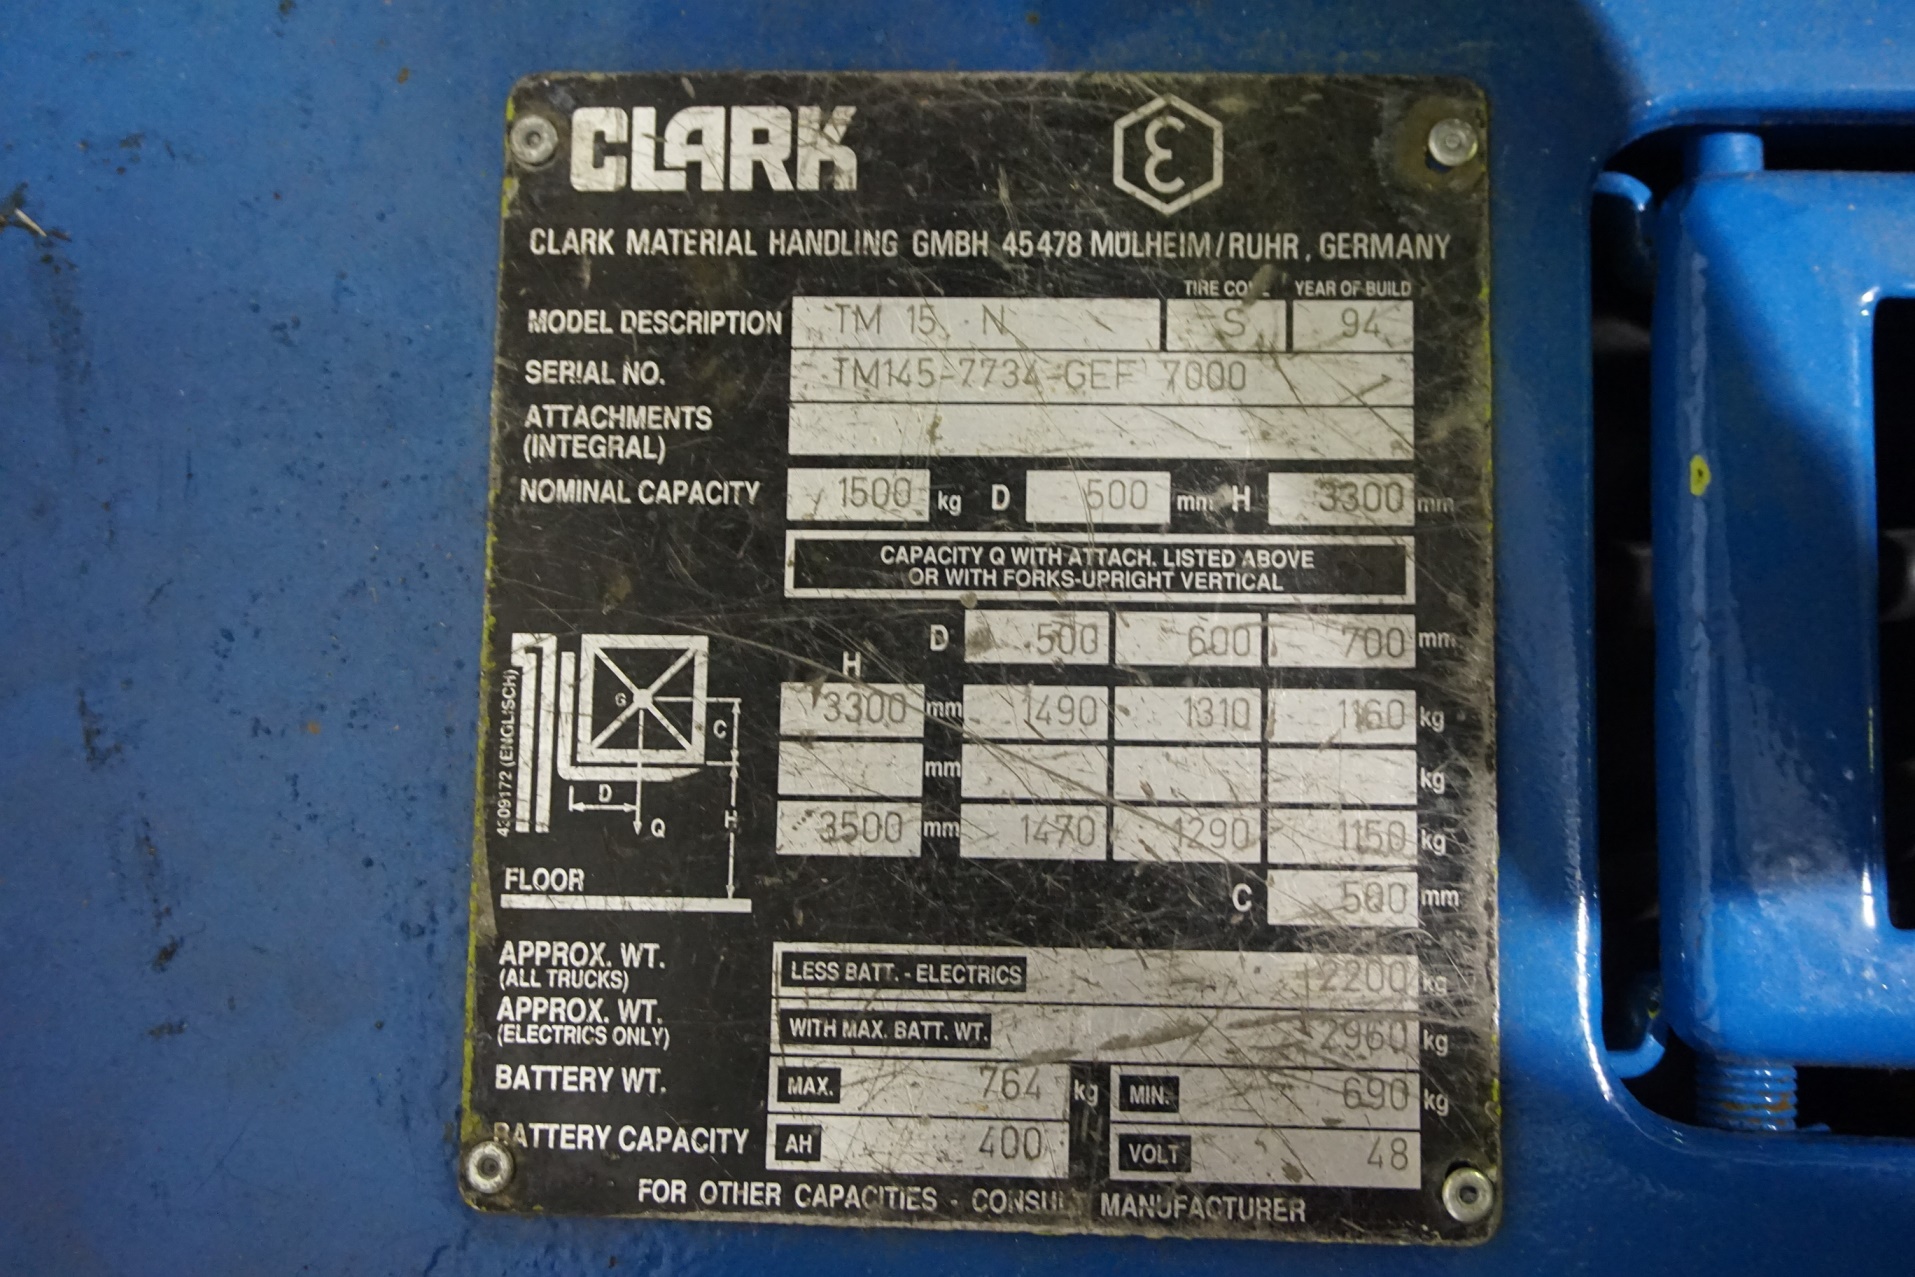 CLARK
CLARK MATERIAL HANDLING GMBH 45478 MÜLHEIM/RUHR, GERMANY
TIRE CODE YEAR OF BUILD
MODEL DESCRIPTION TM 15 N S 94
SERIAL NO. TM145-7734-GEF 7000
ATTACHMENTS
(INTEGRAL)
NOMINAL CAPACITY 1500 kg D 500 mm H 3300 mm
CAPACITY Q WITH ATTACH. LISTED ABOVE
OR WITH FORKS-UPRIGHT VERTICAL
D 500 600 700 mm
H
3300 mm 1490 1310 1160 kg
mm kg
3500 mm 1470 1290 1150 kg
C 500 mm
G
C
D
H
Q
FLOOR
4209172 (ENGLISCH)
APPROX. WT.
(ALL TRUCKS) LESS BATT. - ELECTRICS 2200 kg
APPROX. WT.
(ELECTRICS ONLY) WITH MAX. BATT. WT. 2960 kg
BATTERY WT. MAX. 764 kg MIN. 690 kg
BATTERY CAPACITY AH 400 VOLT 48
FOR OTHER CAPACITIES - CONSULT MANUFACTURER